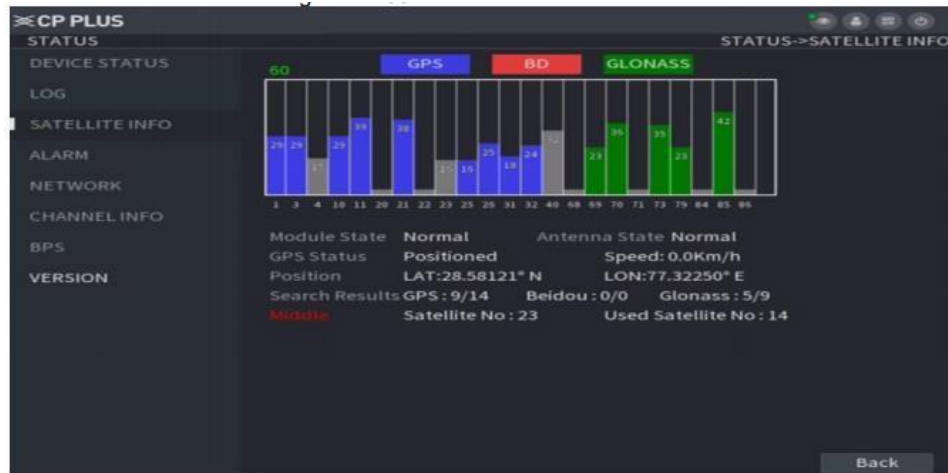 CP PLUS
STATUS STATUS->SATELLITE INFO
DEVICE STATUS
LOG
SATELLITE INFO
ALARM
NETWORK
CHANNEL INFO
BPS
VERSION
60 GPS BD GLONASS
29 29 29 39 38 16 25 18 24 23 36 35 23 42
1 3 4 10 11 20 21 22 23 25 26 31 32 40 68 69 70 71 73 79 84 85 86
Module State Normal Antenna State Normal
GPS Status Positioned Speed: 0.0Km/h
Position LAT:28.58121° N LON:77.32250° E
Search Results GPS : 9/14 Beidou : 0/0 Glonass : 5/9
Middle Satellite No : 23 Used Satellite No : 14
Back